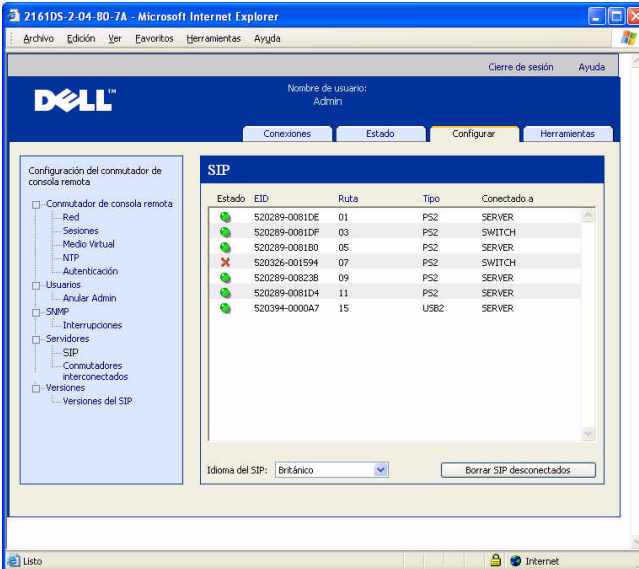 2161DS-2-04-80-7A - Microsoft Internet Explorer
Archivo Edición Ver Favoritos Herramientas Ayuda
Cierre de sesión Ayuda
DELL™
Nombre de usuario:
Admin
Conexiones Estado Configurar Herramientas
Configuración del conmutador de
consola remota
Conmutador de consola remota
Red
Sesiones
Medio Virtual
NTP
Autenticación
Usuarios
Anular Admin
SNMP
Interrupciones
Servidores
SIP
Conmutadores
interconectados
Versiones
Versiones del SIP
SIP
Estado EID Ruta Tipo Conectado a
520289-0081DE 01 PS2 SERVER
520289-0081DF 03 PS2 SWITCH
520289-0081B0 05 PS2 SERVER
520326-001594 07 PS2 SWITCH
520289-00823B 09 PS2 SERVER
520289-0081D4 11 PS2 SERVER
520394-0000A7 15 USB2 SERVER
Idioma del SIP: Británico Borrar SIP desconectados
Listo Internet